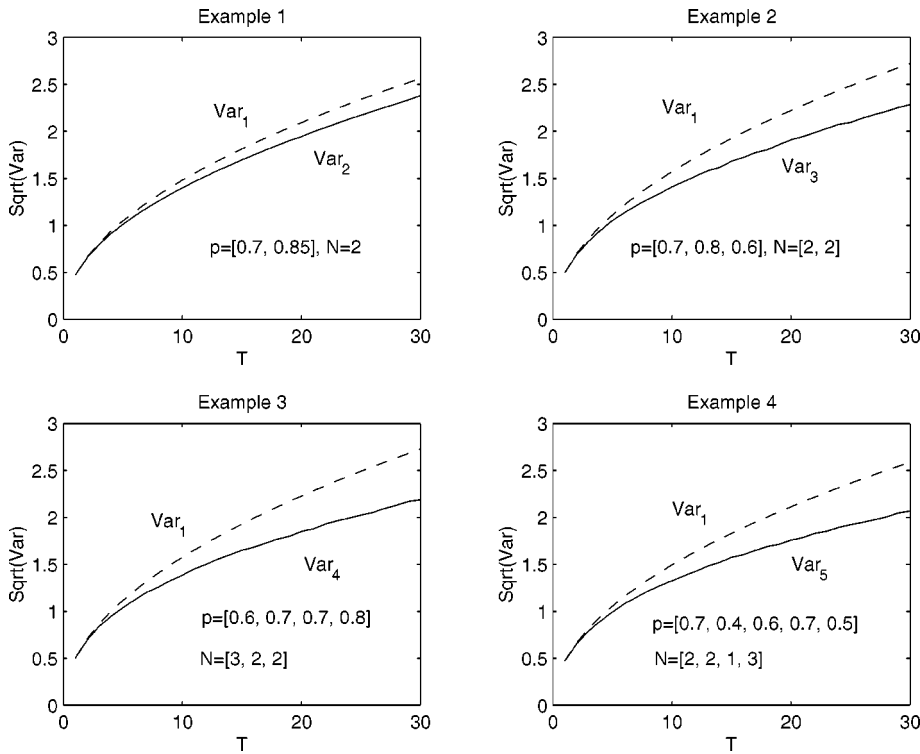 Example 1
3
2.5
2
1.5
1
0.5
0
Sqrt(Var)
Var1
Var2
p=[0.7, 0.85], N=2
0 10 20 30
T
Example 2
3
2.5
2
1.5
1
0.5
0
Sqrt(Var)
Var1
Var3
p=[0.7, 0.8, 0.6], N=[2, 2]
0 10 20 30
T
Example 3
3
2.5
2
1.5
1
0.5
0
Sqrt(Var)
Var1
Var4
p=[0.6, 0.7, 0.7, 0.8]
N=[3, 2, 2]
0 10 20 30
T
Example 4
3
2.5
2
1.5
1
0.5
0
Sqrt(Var)
Var1
Var5
p=[0.7, 0.4, 0.6, 0.7, 0.5]
N=[2, 2, 1, 3]
0 10 20 30
T